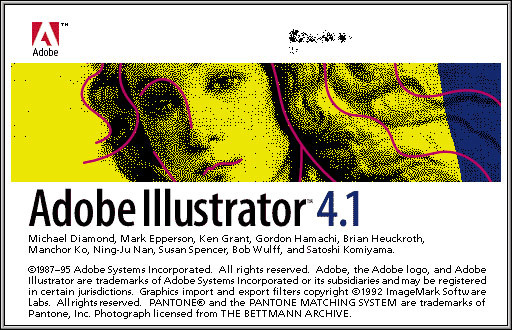 Adobe™
Adobe Illustrator™ 4.1
Michael Diamond, Mark Epperson, Ken Grant, Gordon Hamachi, Brian Heuckroth,
Manchor Ko, Ning-Ju Nan, Susan Spencer, Bob Wulff, and Satoshi Komiyama.
©1987–95 Adobe Systems Incorporated. All rights reserved. Adobe, the Adobe logo, and Adobe
Illustrator are trademarks of Adobe Systems Incorporated or its subsidiaries and may be registered
in certain jurisdictions. Graphics import and export filters copyright ©1992 ImageMark Software
Labs. All rights reserved. PANTONE® and the PANTONE MATCHING SYSTEM are trademarks of
Pantone, Inc. Photograph licensed from THE BETTMANN ARCHIVE.